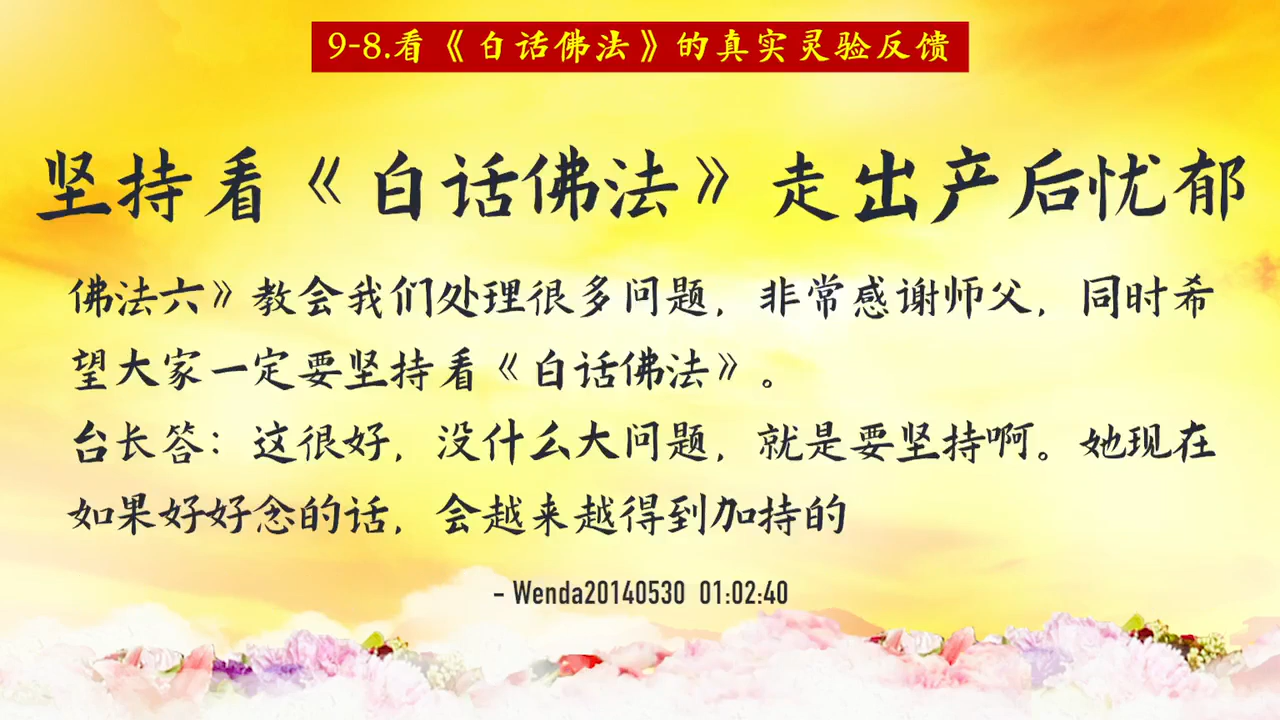 9-8.看《白话佛法》的真实灵验反馈
坚持看《白话佛法》走出产后忧郁
佛法六》教会我们处理很多问题，非常感谢师父，同时希
望大家一定要坚持看《白话佛法》。
台长答：这很好，没什么大问题，就是要坚持啊。她现在
如果好好念的话，会越来越得到加持的
- Wenda20140530 01:02:40